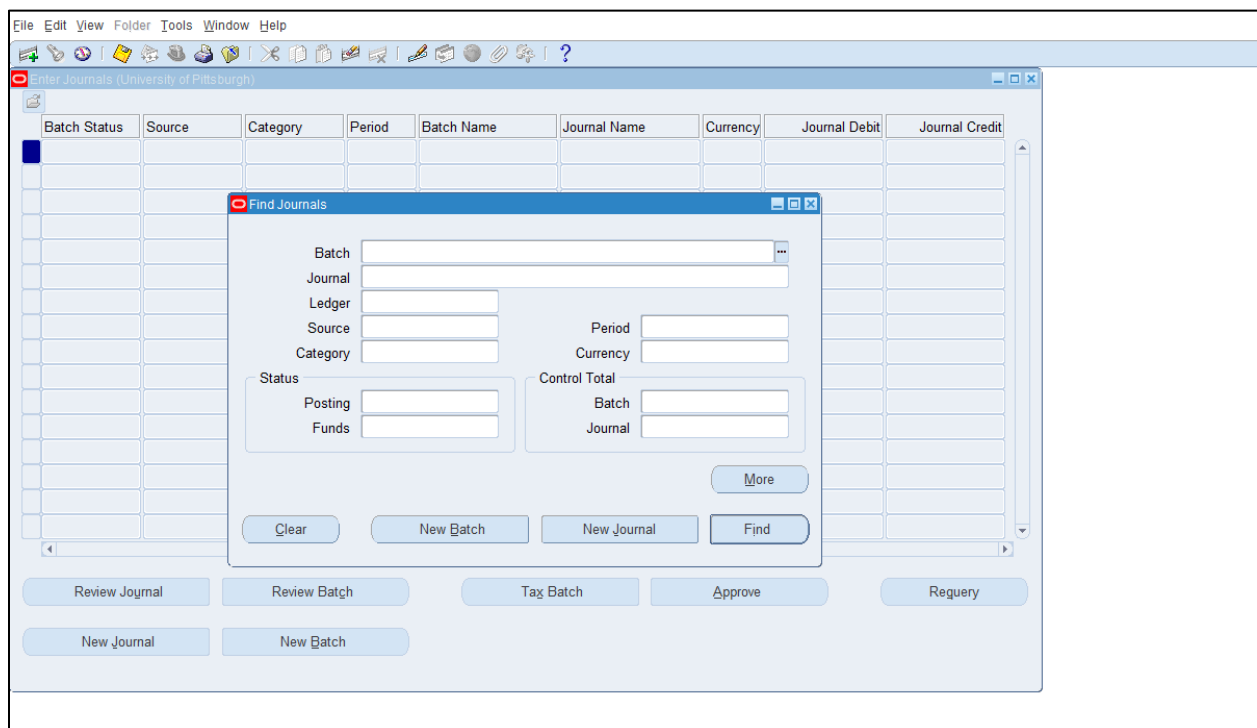 File Edit View Folder Tools Window Help
Enter Journals (University of Pittsburgh)
Batch Status Source Category Period Batch Name Journal Name Currency Journal Debit Journal Credit
Find Journals
Batch
Journal
Ledger
Source Period
Category Currency
Status Control Total
Posting Batch
Funds Journal
More
Clear New Batch New Journal Find
Review Journal Review Batch Tax Batch Approve Requery
New Journal New Batch